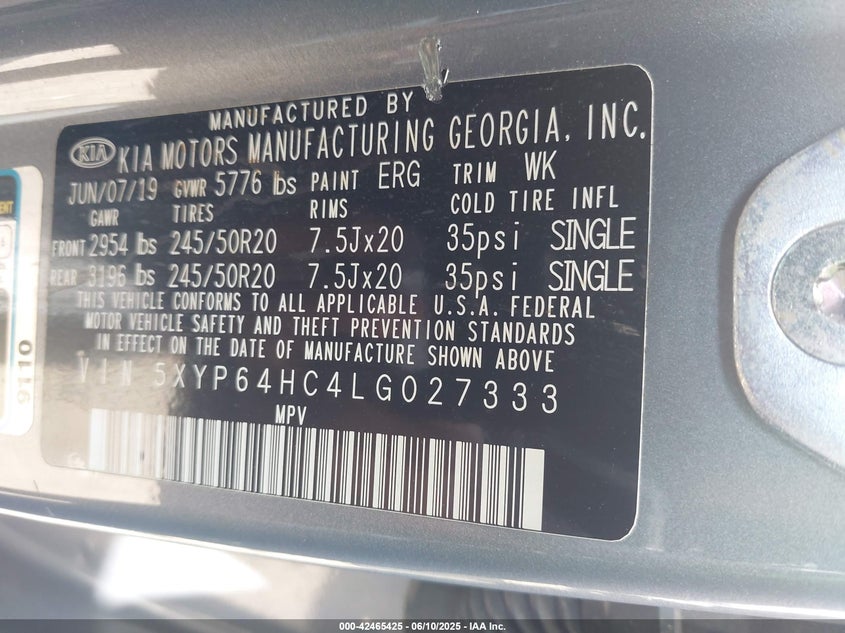 MANUFACTURED BY
KIA KIA MOTORS MANUFACTURING GEORGIA, INC.
JUN/07/19 GVWR 5776 lbs PAINT ERG TRIM WK
GAWR TIRES RIMS COLD TIRE INFL
FRONT 2954 lbs 245/50R20 7.5Jx20 35psi SINGLE
REAR 3196 lbs 245/50R20 7.5Jx20 35psi SINGLE
THIS VEHICLE CONFORMS TO ALL APPLICABLE U.S.A. FEDERAL
MOTOR VEHICLE SAFETY AND THEFT PREVENTION STANDARDS
IN EFFECT ON THE DATE OF MANUFACTURE SHOWN ABOVE
VIN 5XYP64HC4LG027333
MPV
9110
000-42465425 - 06/10/2025 - IAA Inc.